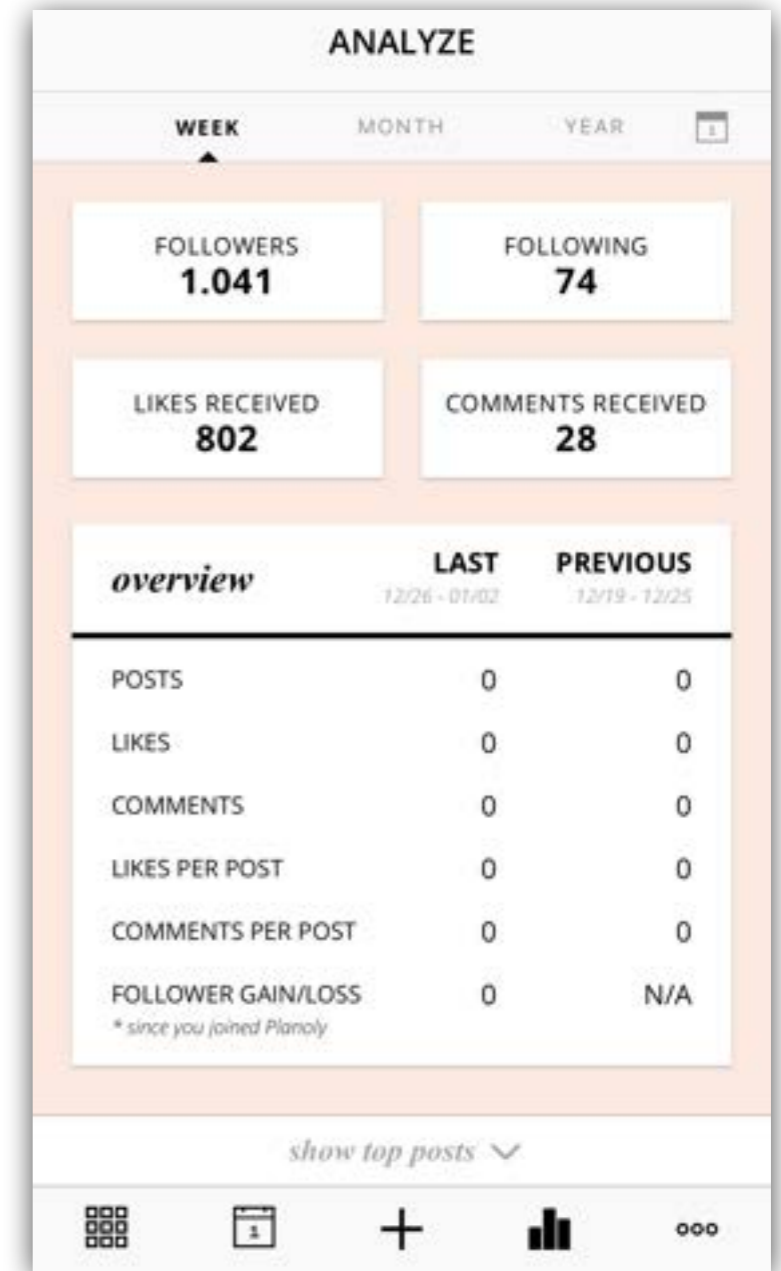 ANALYZE
WEEK MONTH YEAR 1
FOLLOWERS
1.041
FOLLOWING
74
LIKES RECEIVED
802
COMMENTS RECEIVED
28
overview LAST PREVIOUS
12/26 - 01/02 12/19 - 12/25
POSTS 0 0
LIKES 0 0
COMMENTS 0 0
LIKES PER POST 0 0
COMMENTS PER POST 0 0
FOLLOWER GAIN/LOSS 0 N/A
* since you joined Planoly
show top posts
1